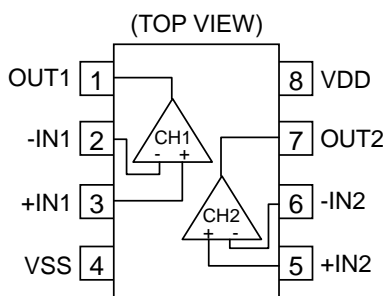 (TOP VIEW)
OUT1 1
8 VDD
CH1
- +
-IN1 2
7 OUT2
+IN1 3
6 -IN2
CH2
+ -
VSS 4
5 +IN2